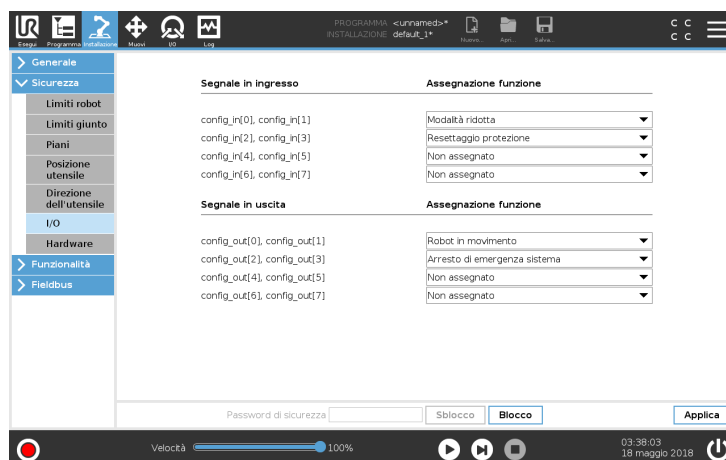 PROGRAMMA <unnamed>*
INSTALLAZIONE default_1*
C C
C C
UR
Esegui Programma Installazione Muovi I/O Log Nuovo... Apri... Salva...
Generale
Sicurezza
Limiti robot
Limiti giunto
Piani
Posizione
utensile
Direzione
dell'utensile
I/O
Hardware
Funzionalità
Fieldbus
Segnale in ingresso Assegnazione funzione
config_in[0], config_in[1] Modalità ridotta
config_in[2], config_in[3] Resettaggio protezione
config_in[4], config_in[5] Non assegnato
config_in[6], config_in[7] Non assegnato
Segnale in uscita Assegnazione funzione
config_out[0], config_out[1] Robot in movimento
config_out[2], config_out[3] Arresto di emergenza sistema
config_out[4], config_out[5] Non assegnato
config_out[6], config_out[7] Non assegnato
Password di sicurezza Sblocco Blocco Applica
Velocità 100%
03:38:03
18 maggio 2018